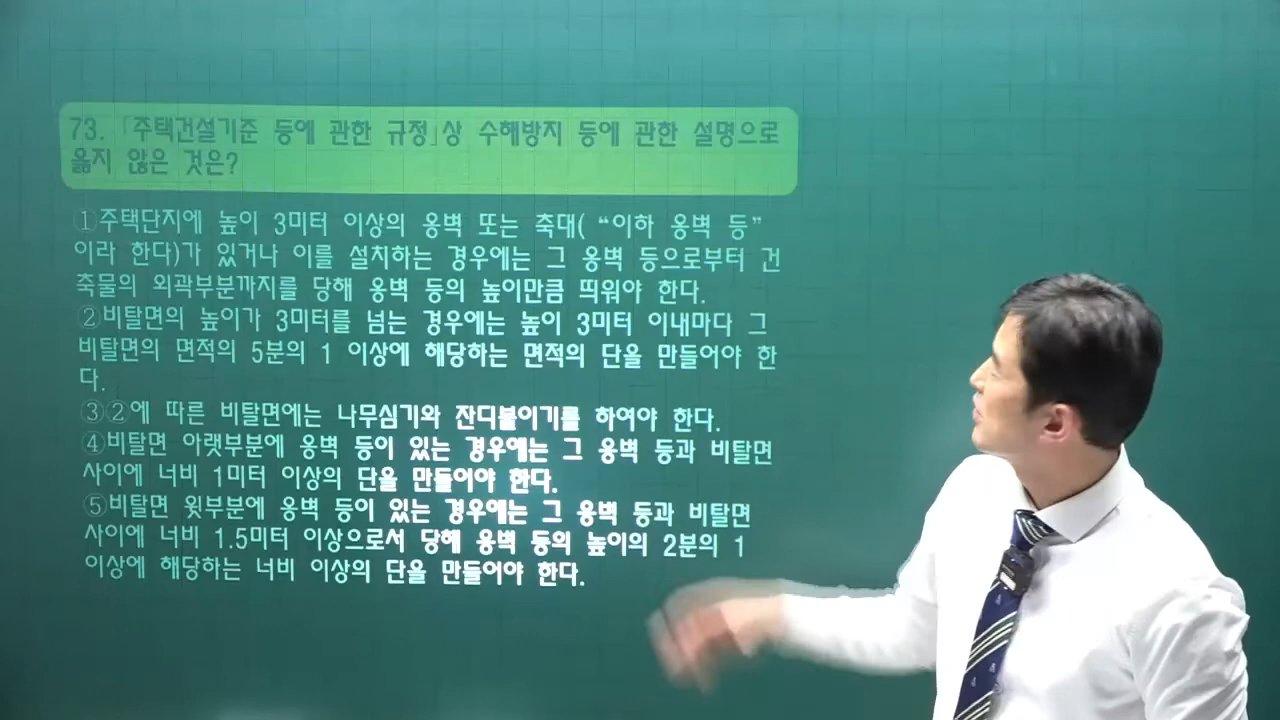 73. 「주택건설기준 등에 관한 규정」상 수해방지 등에 관한 설명으로
옳지 않은 것은?
①주택단지에 높이 3미터 이상의 옹벽 또는 축대( “이하 옹벽 등”
이라 한다)가 있거나 이를 설치하는 경우에는 그 옹벽 등으로부터 건
축물의 외곽부분까지를 당해 옹벽 등의 높이만큼 띄워야 한다.
②비탈면의 높이가 3미터를 넘는 경우에는 높이 3미터 이내마다 그
비탈면의 면적의 5분의 1 이상에 해당하는 면적의 단을 만들어야 한
다.
③②에 따른 비탈면에는 나무심기와 잔디붙이기를 하여야 한다.
④비탈면 아랫부분에 옹벽 등이 있는 경우에는 그 옹벽 등과 비탈면
사이에 너비 1미터 이상의 단을 만들어야 한다.
⑤비탈면 윗부분에 옹벽 등이 있는 경우에는 그 옹벽 등과 비탈면
사이에 너비 1.5미터 이상으로서 당해 옹벽 등의 높이의 2분의 1
이상에 해당하는 너비 이상의 단을 만들어야 한다.